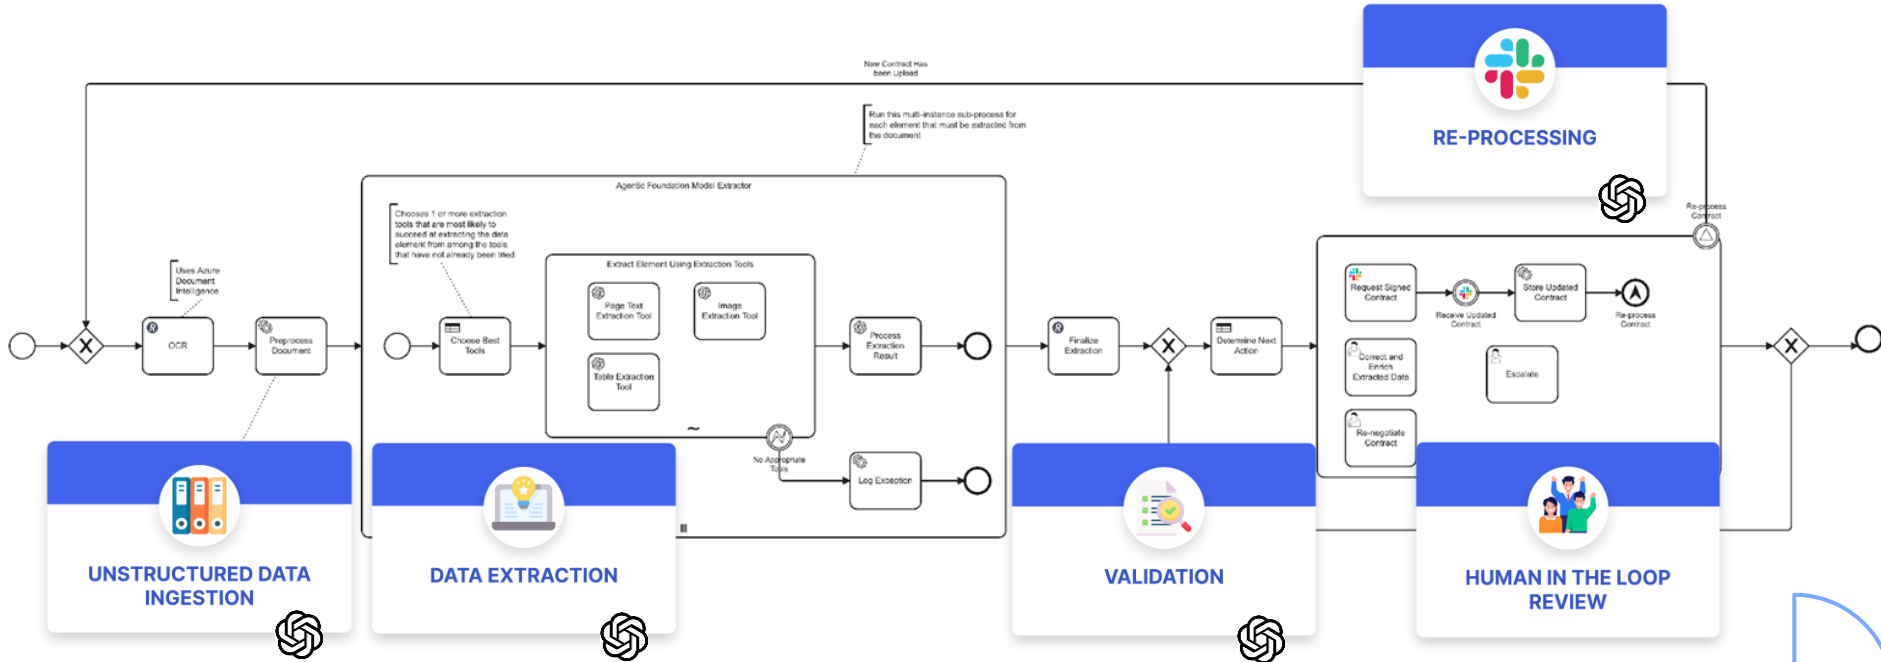 New Contract Has
been Upload
RE-PROCESSING
Run this multi-instance sub-process for
each element that must be extracted from
the document
Agentic Foundation Model Extractor
Chooses 1 or more extraction
tools that are most likely to
succeed at extracting the data
element from among the tools
that have not already been tried
Re-process
Contract
Uses Azure
Document
Intelligence
Extract Element Using Extraction Tools
Page Text
Extraction Tool
Image
Extraction Tool
Table Extraction
Tool
OCR
Preprocess
Document
Choose Best
Tools
Process
Extraction
Result
Finalize
Extraction
Determine Next
Action
Request Signed
Contract
Receive Updated
Contract
Store Updated
Contract
Re-process
Contract
Correct and
Enrich
Extracted Data
Escalate
Re-negotiate
Contract
No Appropriate
Tools
Log Exception
UNSTRUCTURED DATA
INGESTION
DATA EXTRACTION
VALIDATION
HUMAN IN THE LOOP
REVIEW